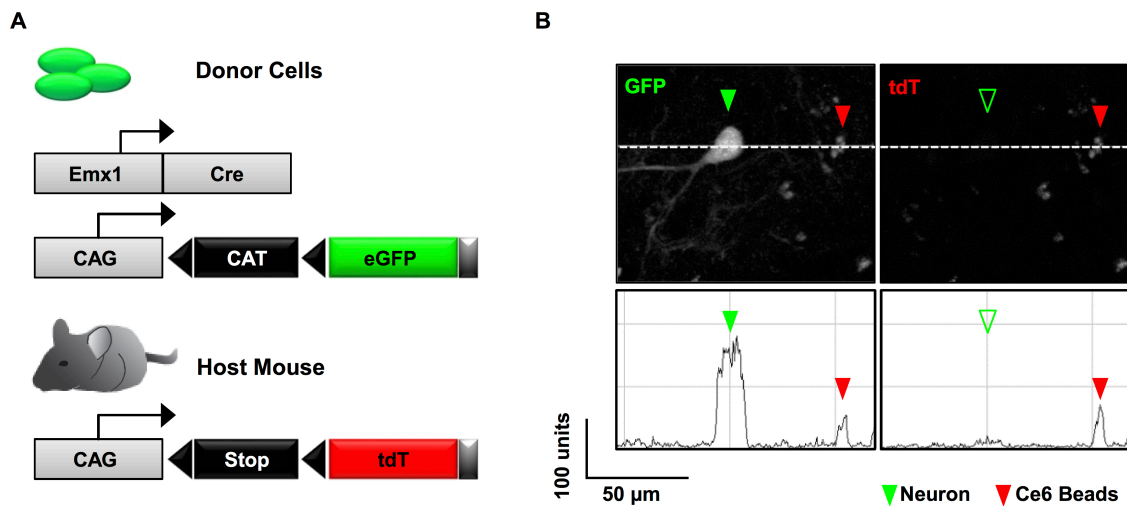 A
Donor Cells
Emx1 Cre
CAG CAT eGFP
Host Mouse
CAG Stop tdT
B
GFP tdT
100 units
50 µm
Neuron Ce6 Beads